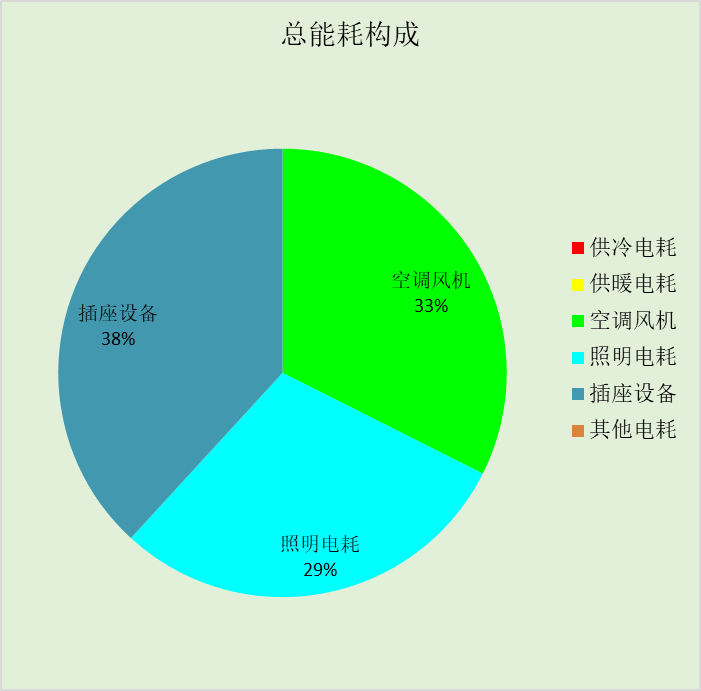 总能耗构成
空调风机
33%
插座设备
38%
照明电耗
29%
供冷电耗
供暖电耗
空调风机
照明电耗
插座设备
其他电耗